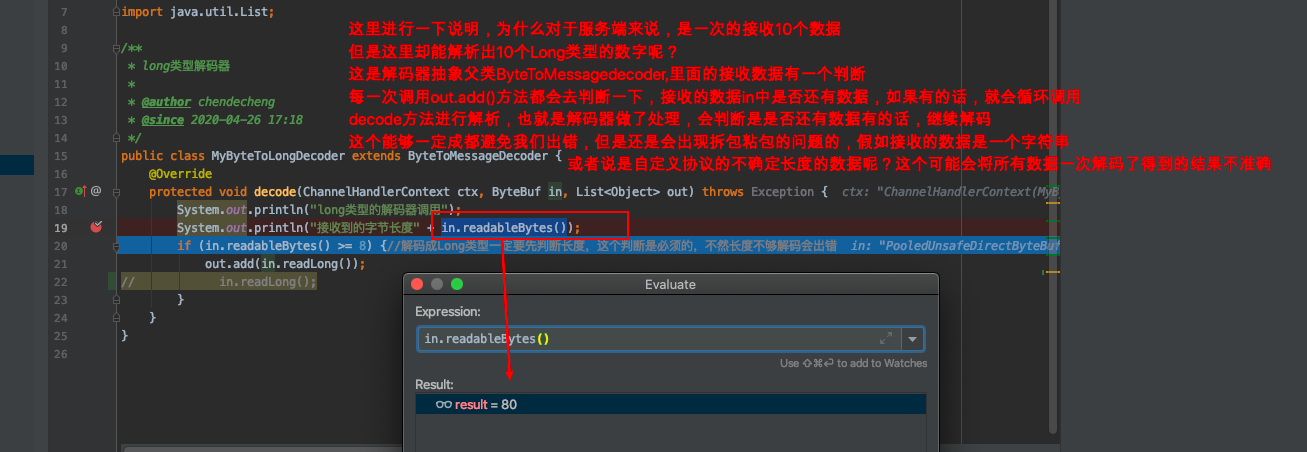 7 import java.util.List;
这里进行一下说明，为什么对于服务端来说，是一次的接收10个数据
8
但是这里却能解析出10个Long类型的数字呢？
9 /**
10 * long类型解码器
这是解码器抽象父类ByteToMessagedecoder,里面的接收数据有一个判断
11 *
每一次调用out.add()方法都会去判断一下，接收的数据in中是否还有数据，如果有的话，就会循环调用
12 * @author chendecheng
decode方法进行解析，也就是解码器做了处理，会判断是是否还有数据有的话，继续解码
13 * @since 2020-04-26 17:18
这个能够一定成都避免我们出错，但是还是会出现拆包粘包的问题的，假如接收的数据是一个字符串
14 */
15 public class MyByteToLongDecoder extends ByteToMessageDecoder {
或者说是自定义协议的不确定长度的数据呢？这个可能会将所有数据一次解码了得到的结果不准确
16 @Override
17 @ protected void decode(ChannelHandlerContext ctx, ByteBuf in, List<Object> out) throws Exception { ctx: "ChannelHandlerContext(MyB
18 System.out.println("long类型的解码器调用");
19 System.out.println("接收到的字节长度" + in.readableBytes());
20 if (in.readableBytes() >= 8) {//解码成Long类型一定要先判断长度，这个判断是必须的，不然长度不够解码会出错 in: "PooledUnsafeDirectByteBuf
21 out.add(in.readLong());
22 // in.readLong();
23 }
24 }
25 }
26
Evaluate
Expression:
in.readableBytes()
Use ⇧⌘⏎ to add to Watches
Result:
result = 80